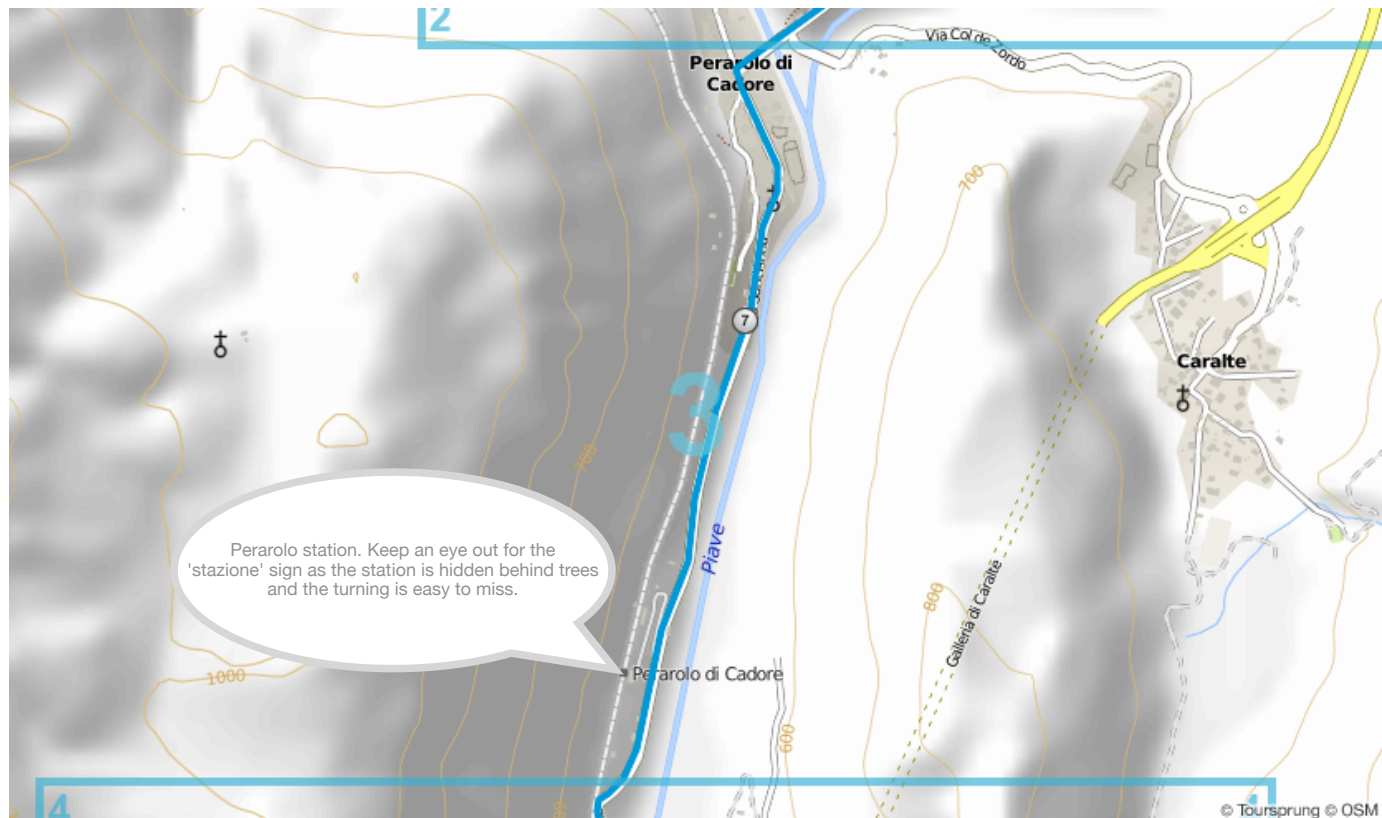 2
Via Col de Zordo
Perarolo di
Cadore
700
7
Caralte
3
700
Piave
Perarolo station. Keep an eye out for the
'stazione' sign as the station is hidden behind trees
and the turning is easy to miss.
800
Galleria di Caralte
Perarolo di Cadore
1000
600
4
© Toursprung © OSM